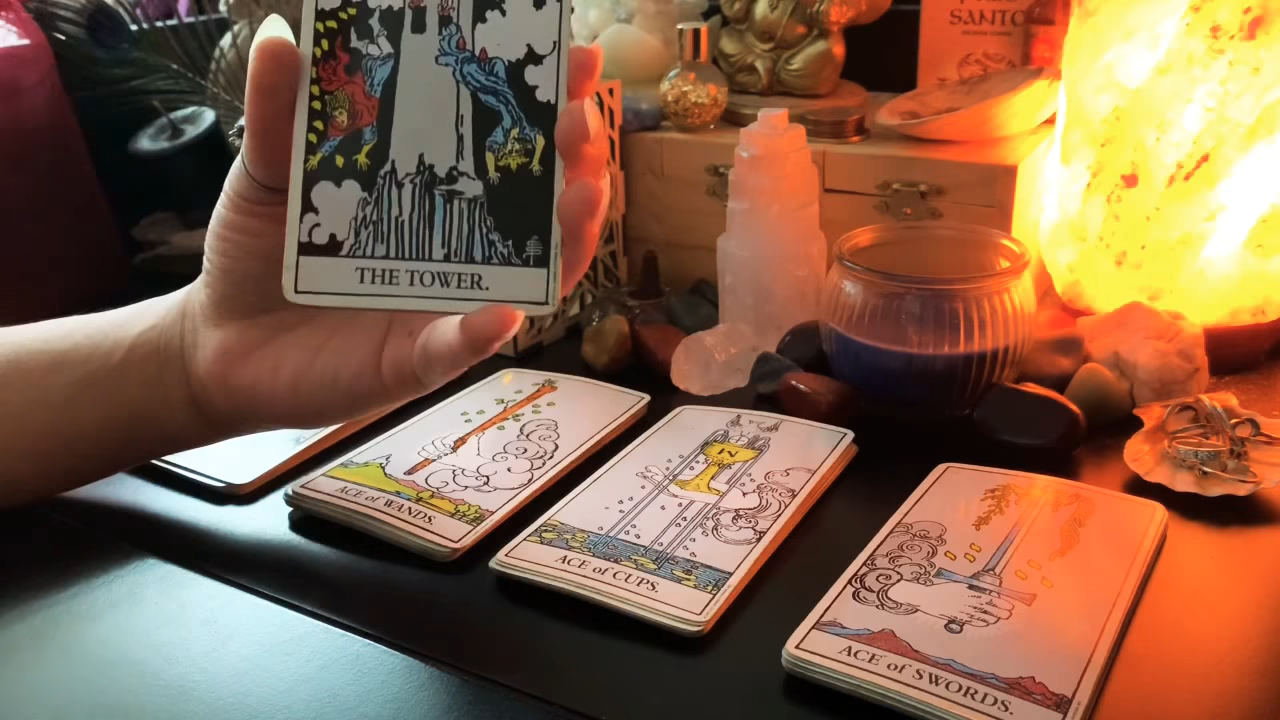 SANTO
THE TOWER.
ACE of WANDS.
ACE of CUPS.
ACE of SWORDS.